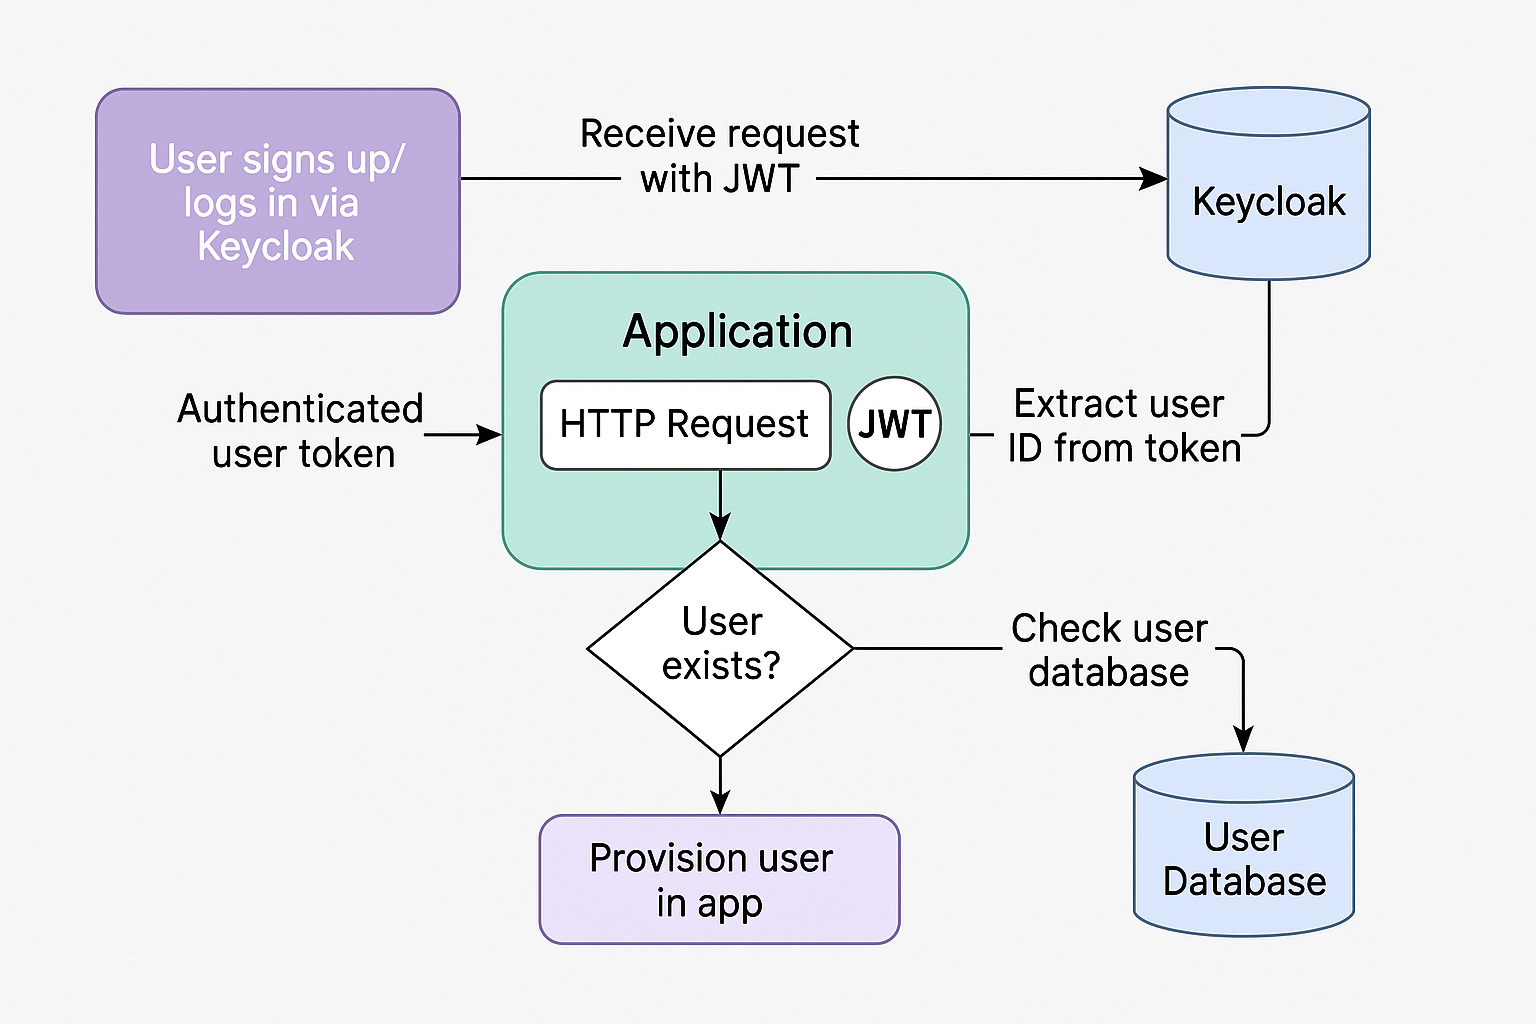 User signs up/
logs in via
Keycloak
Receive request
with JWT
Keycloak
Application
HTTP Request
JWT
Authenticated
user token
Extract user
ID from token
User
exists?
Check user
database
Provision user
in app
User
Database